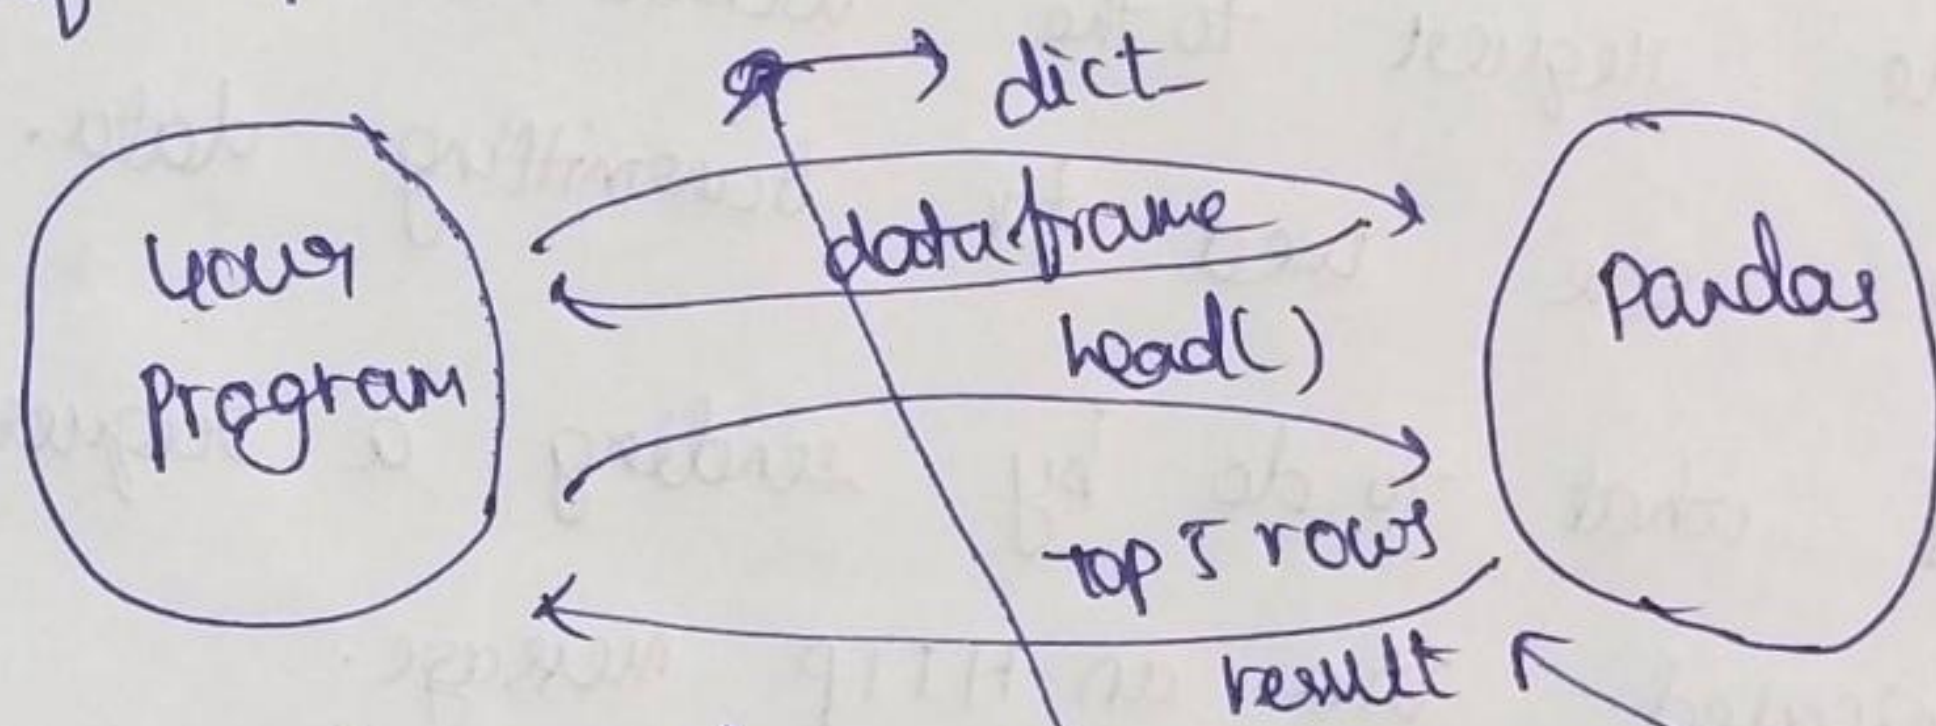 dict
dataframe
your
program
Pandas
head()
top 5 rows
result